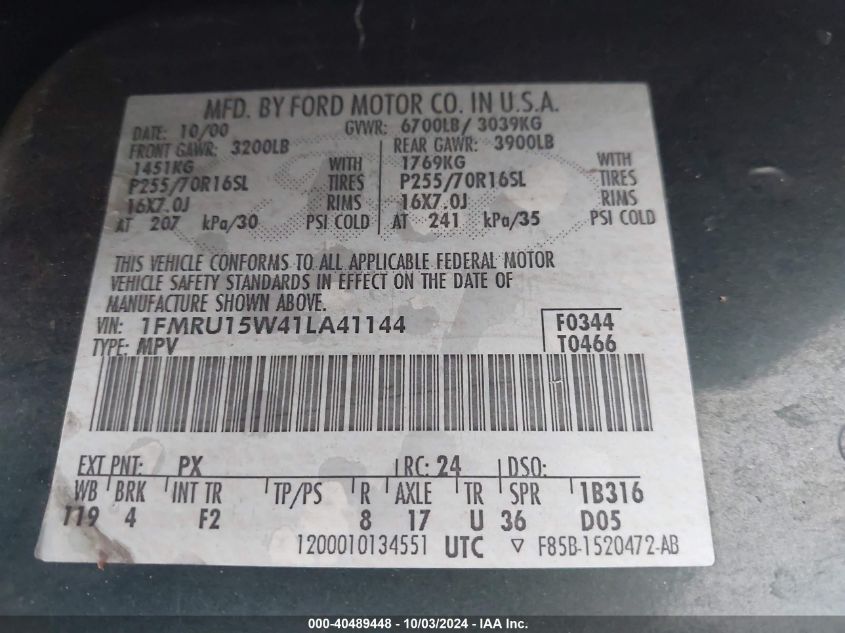 MFD. BY FORD MOTOR CO. IN U.S.A.
DATE: 10/00 GVWR: 6700LB/ 3039KG
FRONT GAWR: 3200LB REAR GAWR: 3900LB
1451KG WITH 1769KG WITH
P255/70R16SL TIRES P255/70R16SL TIRES
16X7.0J RIMS 16X7.0J RIMS
AT 207 kPa/30 PSI COLD AT 241 kPa/35 PSI COLD
THIS VEHICLE CONFORMS TO ALL APPLICABLE FEDERAL MOTOR
VEHICLE SAFETY STANDARDS IN EFFECT ON THE DATE OF
MANUFACTURE SHOWN ABOVE.
VIN: 1FMRU15W41LA41144 F0344
TYPE: MPV T0466
EXT PNT: PX RC: 24 DSO:
WB BRK INT TR TP/PS R AXLE TR SPR 1B316
119 4 F2 8 17 U 36 D05
1200010134551 UTC ▽ F85B-1520472-AB
000-40489448 - 10/03/2024 - IAA Inc.